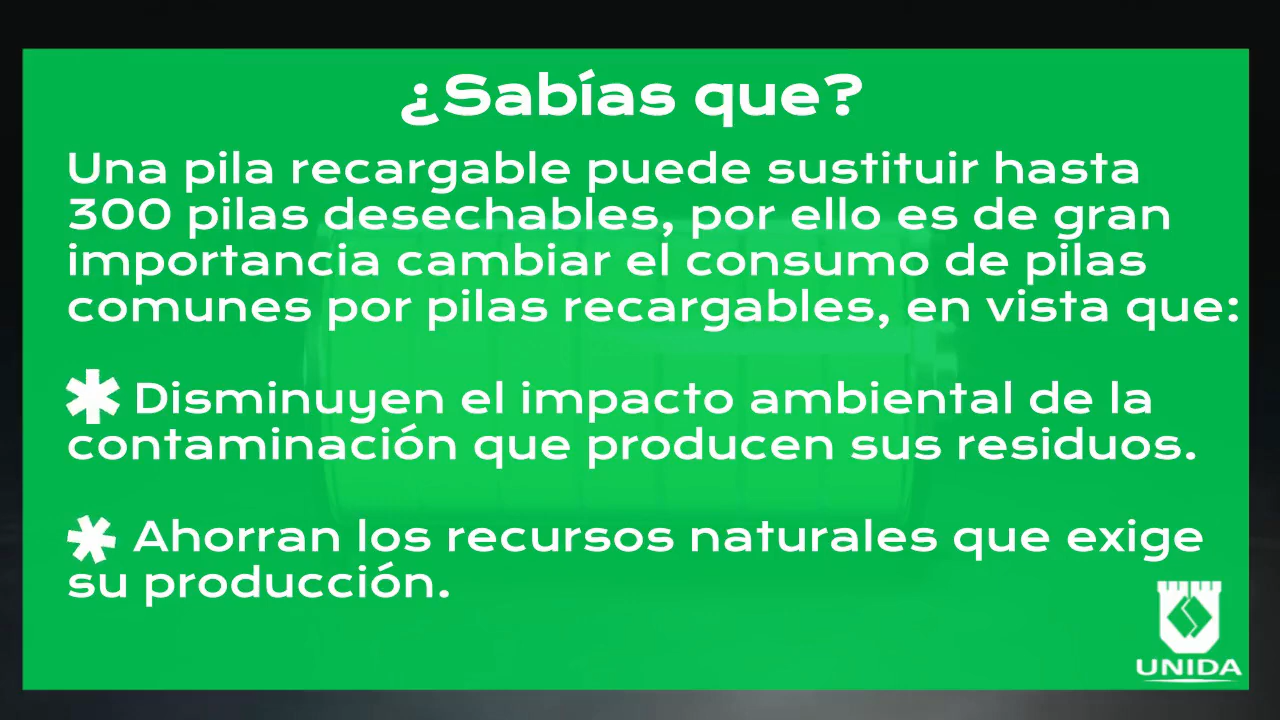 ¿Sabías que?
Una pila recargable puede sustituir hasta
300 pilas desechables, por ello es de gran
importancia cambiar el consumo de pilas
comunes por pilas recargables, en vista que:
* Disminuyen el impacto ambiental de la
contaminación que producen sus residuos.
* Ahorran los recursos naturales que exige
su producción.
UNIDA